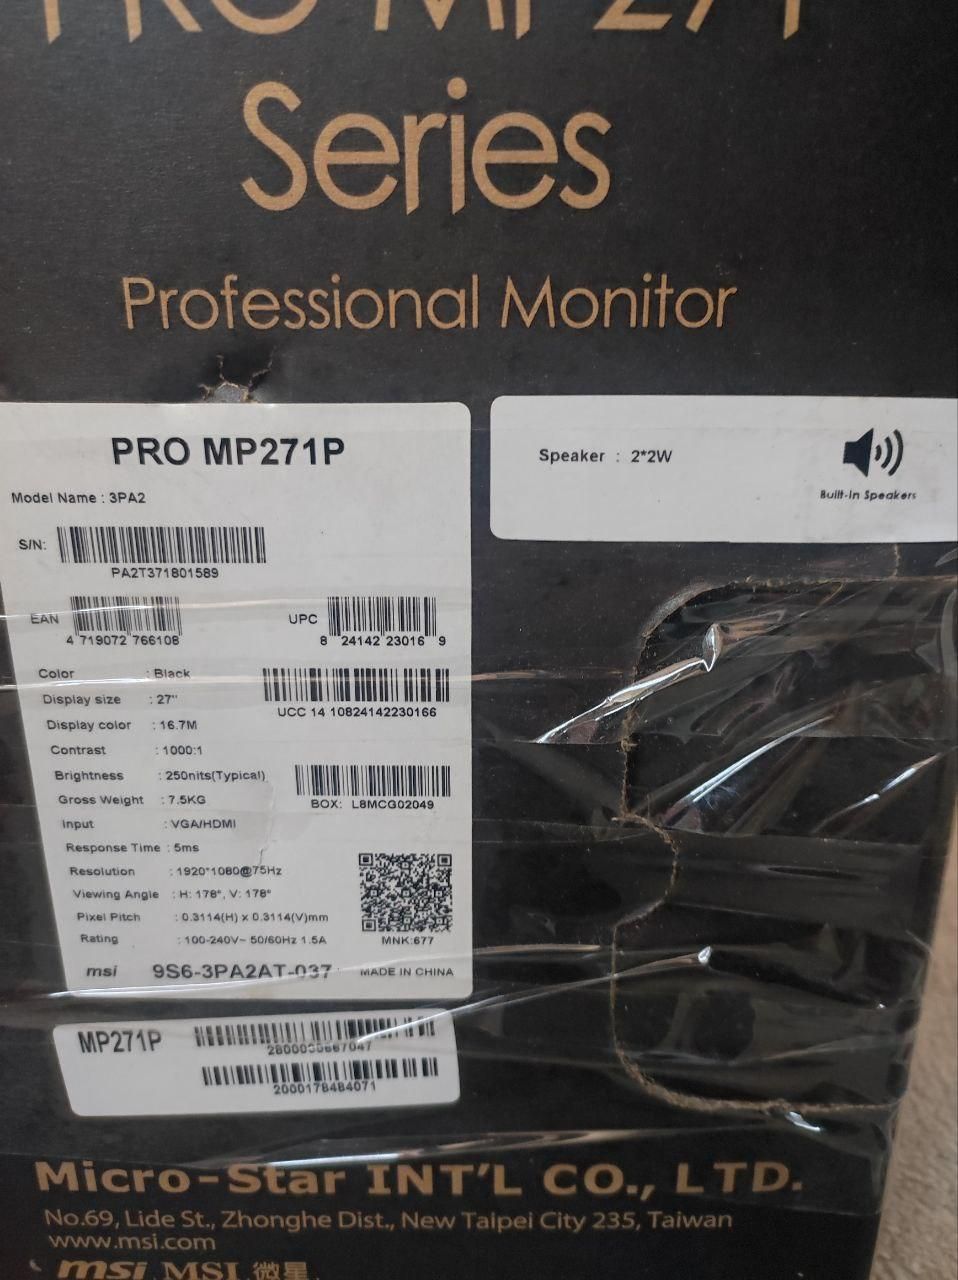 PRO MP271
Series
Professional Monitor
PRO MP271P
Model Name : 3PA2
S/N:
PA2T371801589
EAN
4 719072 766108
UPC
8 24142 23016 9
Color : Black
Display size : 27"
UCC 14 10824142230166
Display color : 16.7M
Contrast : 1000:1
Brightness : 250nits(Typical)
Gross Weight : 7.5KG
BOX: L8MCG02049
Input : VGA/HDMI
Response Time : 5ms
Resolution : 1920*1080@75Hz
Viewing Angle : H: 178°, V: 178°
Pixel Pitch : 0.3114(H) x 0.3114(V)mm
Rating : 100-240V~ 50/60Hz 1.5A
MNK:677
msi 9S6-3PA2AT-037 MADE IN CHINA
Speaker : 2*2W
Built-in Speakers
MP271P
2000178484071
Micro-Star INT'L CO., LTD.
No.69, Lide St., Zhonghe Dist., New Taipei City 235, Taiwan
www.msi.com
msi MSI 微星